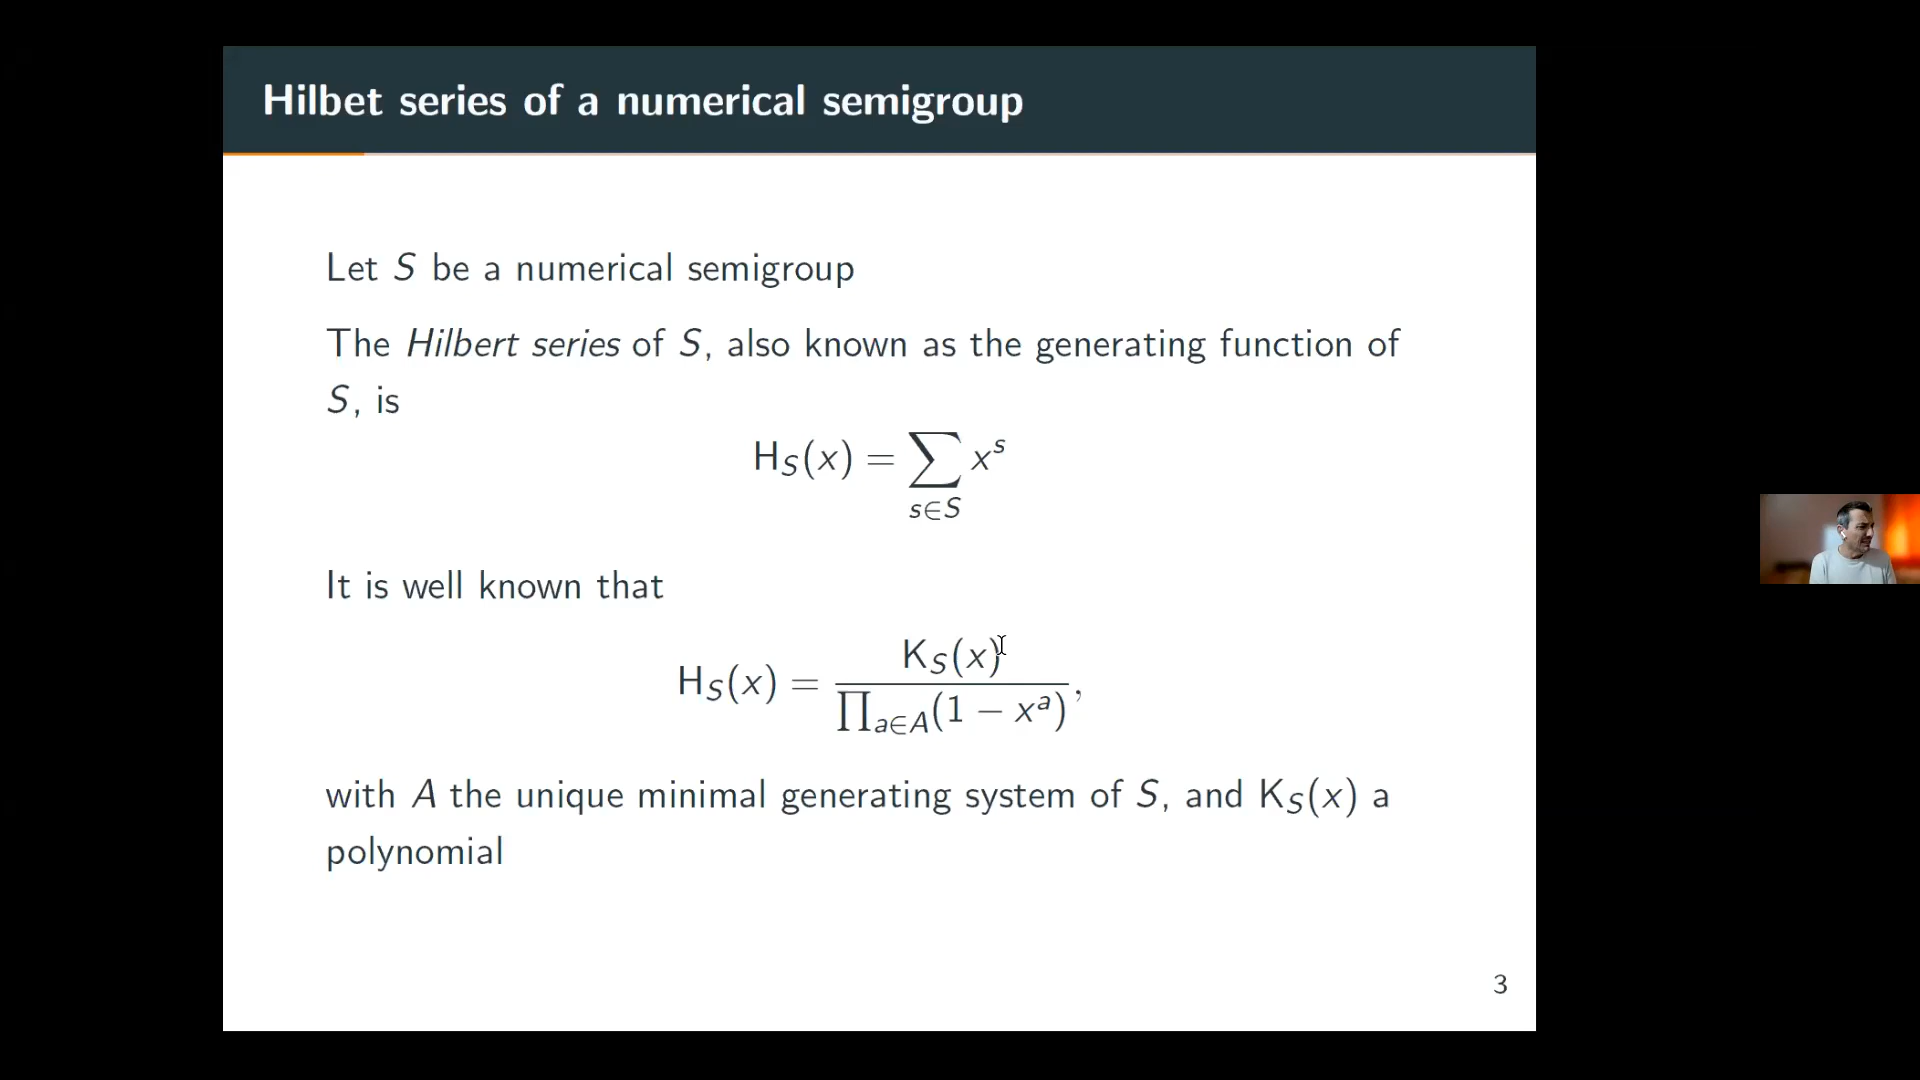 Hilbet series of a numerical semigroup
Let S be a numerical semigroup
The Hilbert series of S, also known as the generating function of
S, is
H_S(x) = ∑_{s∈S} x^s
It is well known that
H_S(x) = K_S(x) / ∏_{a∈A}(1 − x^a),
with A the unique minimal generating system of S, and K_S(x) a
polynomial
3